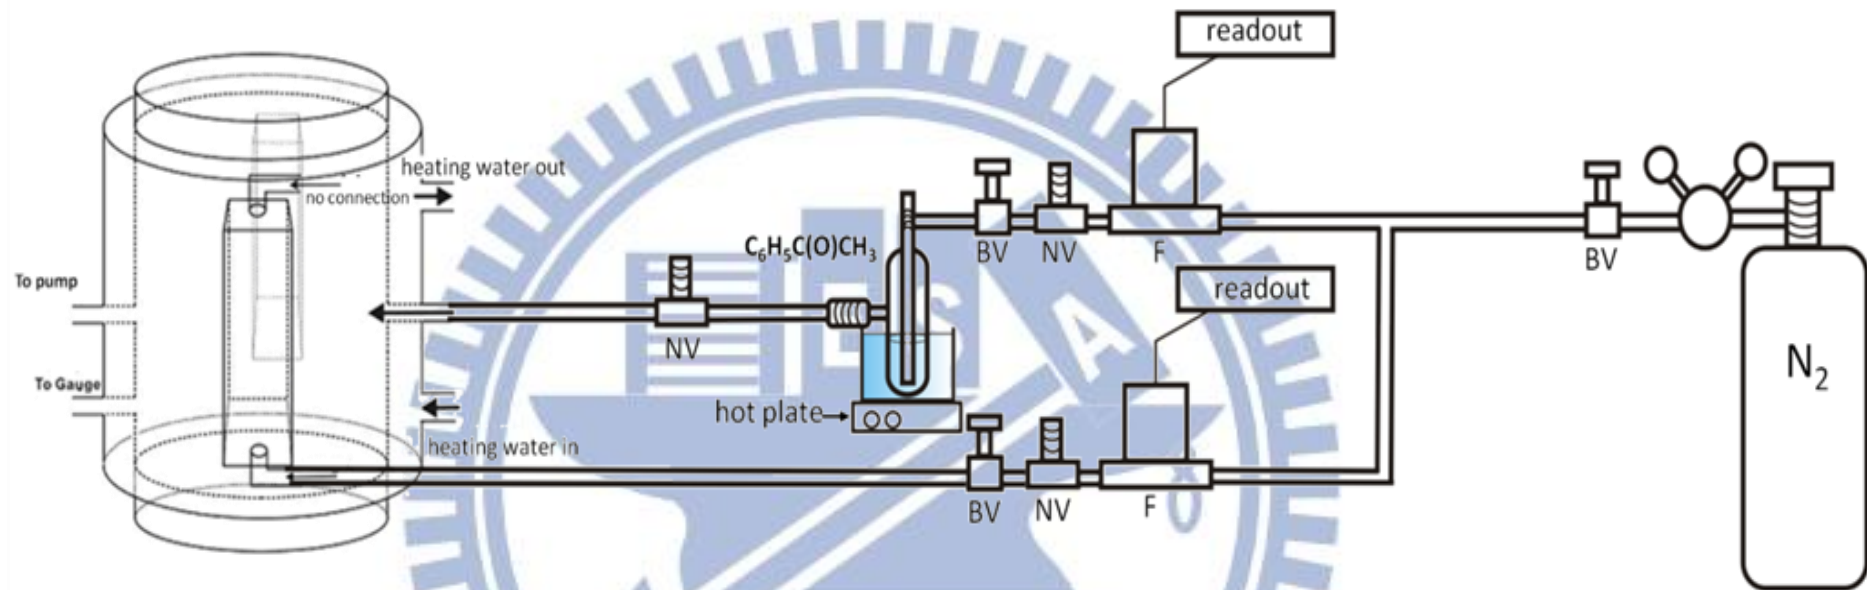 readout
heating water out
no connection
C₆H₅C(O)CH₃
BV
NV
F
BV
To pump
readout
NV
N₂
To Gauge
hot plate
heating water in
BV
NV
F
A
S